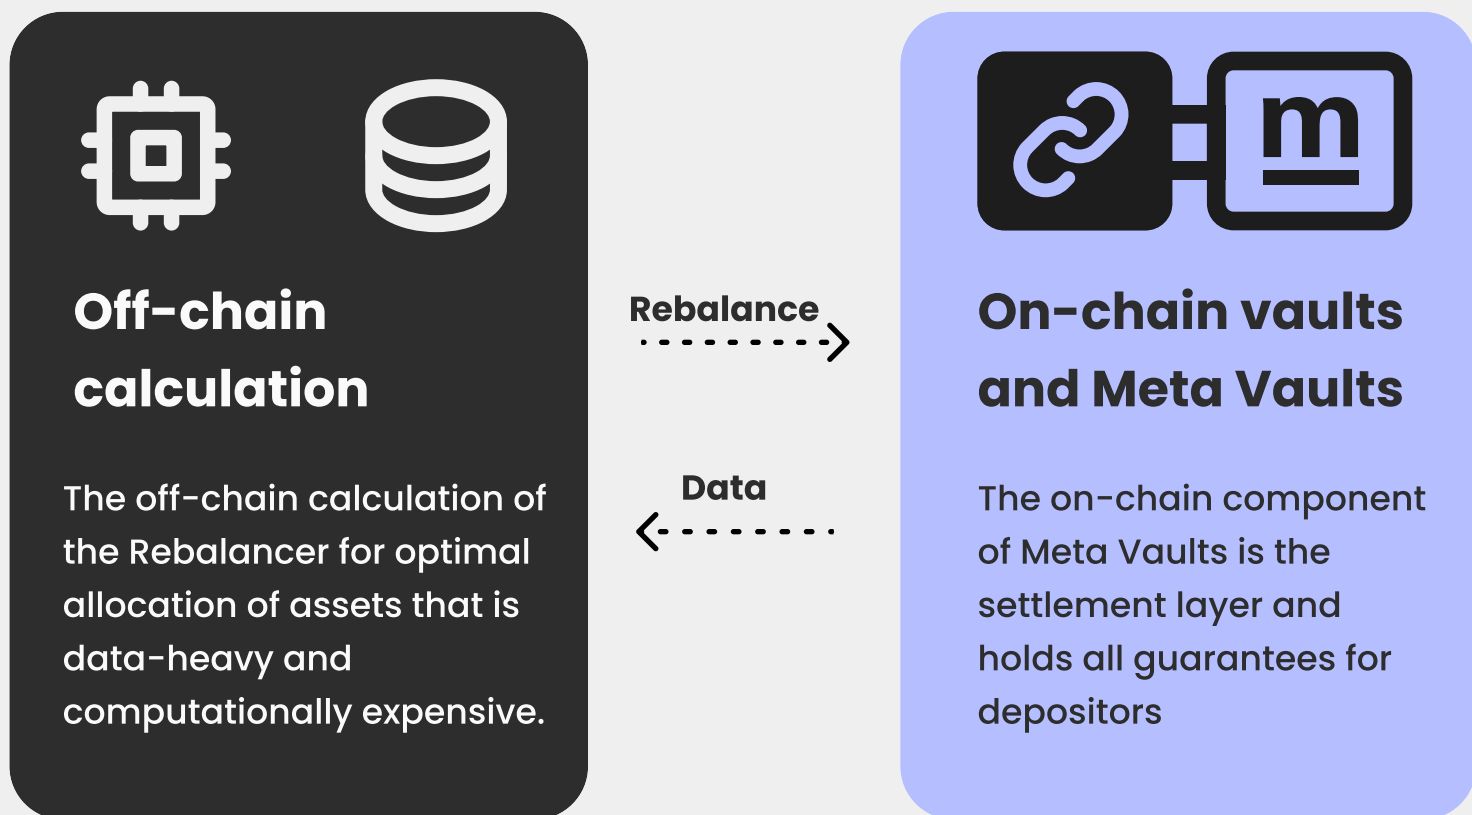 m
Off-chain
calculation
The off-chain calculation of
the Rebalancer for optimal
allocation of assets that is
data-heavy and
computationally expensive.
Rebalance
Data
On-chain vaults
and Meta Vaults
The on-chain component
of Meta Vaults is the
settlement layer and
holds all guarantees for
depositors